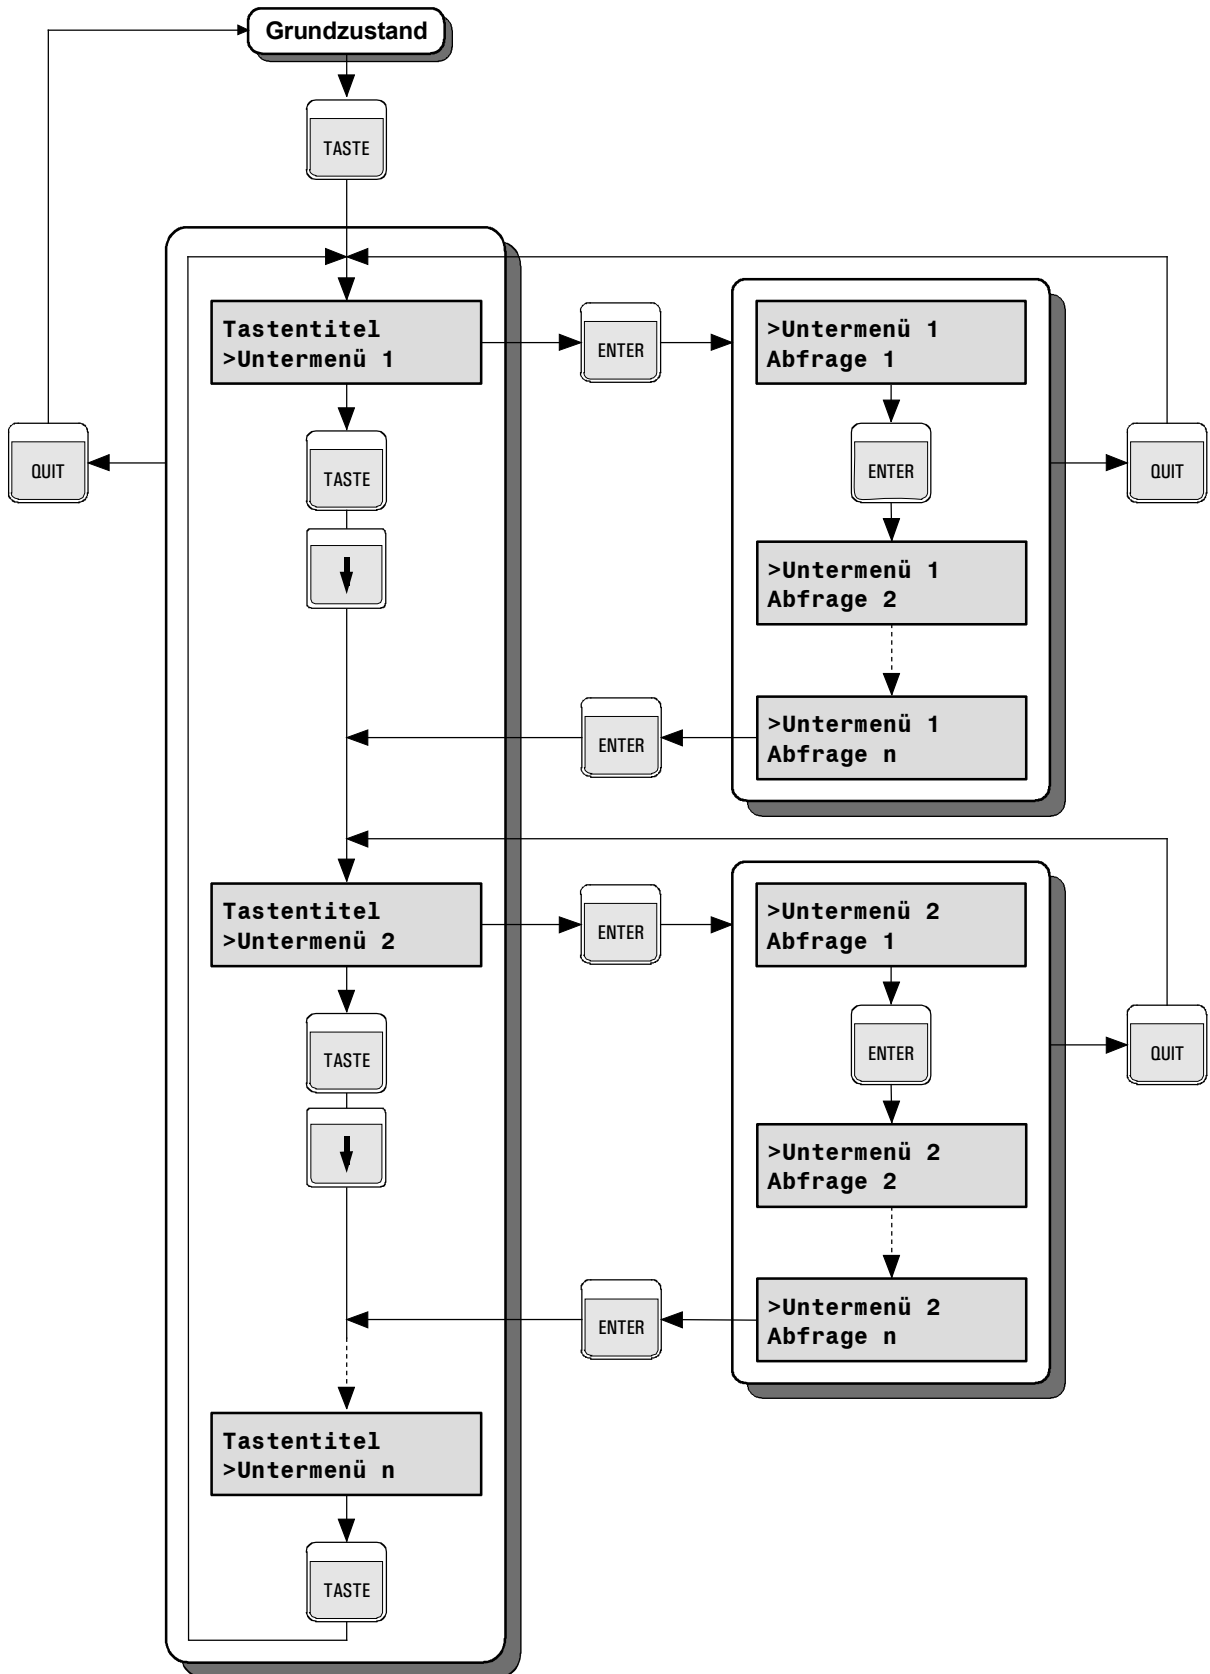 Grundzustand
TASTE
Tastentitel
>Untermenü 1
ENTER
>Untermenü 1
Abfrage 1
QUIT
TASTE
ENTER
QUIT
>Untermenü 1
Abfrage 2
ENTER
>Untermenü 1
Abfrage n
Tastentitel
>Untermenü 2
ENTER
>Untermenü 2
Abfrage 1
TASTE
ENTER
QUIT
>Untermenü 2
Abfrage 2
ENTER
>Untermenü 2
Abfrage n
Tastentitel
>Untermenü n
TASTE